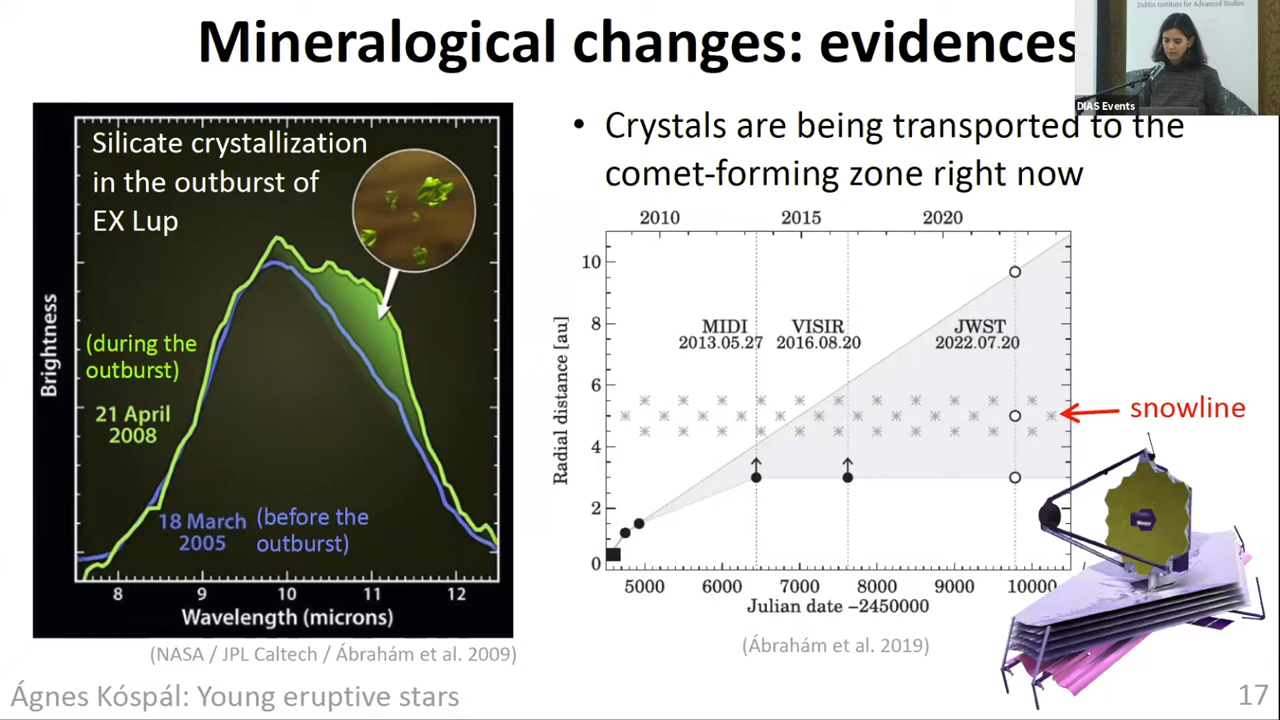 Mineralogical changes: evidences
Dublin Institute for Advanced Studies
DIAS Events
Silicate crystallization
in the outburst of
EX Lup
(during the
outburst)
21 April
2008
18 March
2005
(before the
outburst)
Brightness
8 9 10 11 12
Wavelength (microns)
(NASA / JPL Caltech / Ábrahám et al. 2009)
• Crystals are being transported to the
comet-forming zone right now
2010 2015 2020
10
8
6
4
2
0
Radial distance [au]
MIDI
2013.05.27
VISIR
2016.08.20
JWST
2022.07.20
snowline
5000 6000 7000 8000 9000 10000
Julian date −2450000
(Ábrahám et al. 2019)
Ágnes Kóspál: Young eruptive stars
17